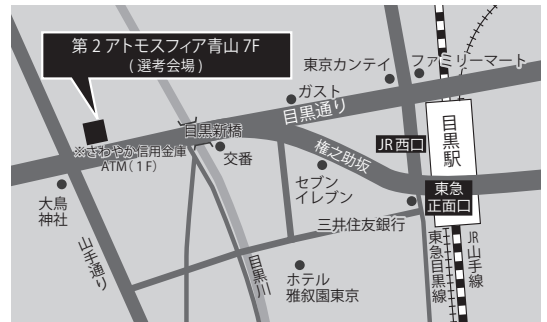 第2アトモスフィア青山 7F
(選考会場)
東京カンテイ
ファミリーマート
ガスト
目黒通り
目黒新橋
目黒駅
JR西口
※さわやか信用金庫
ATM(1F)
交番
権之助坂
セブン
イレブン
東急
正面口
大鳥
神社
三井住友銀行
山手通り
目黒川
ホテル
雅叙園東京
東急目黒線
JR山手線